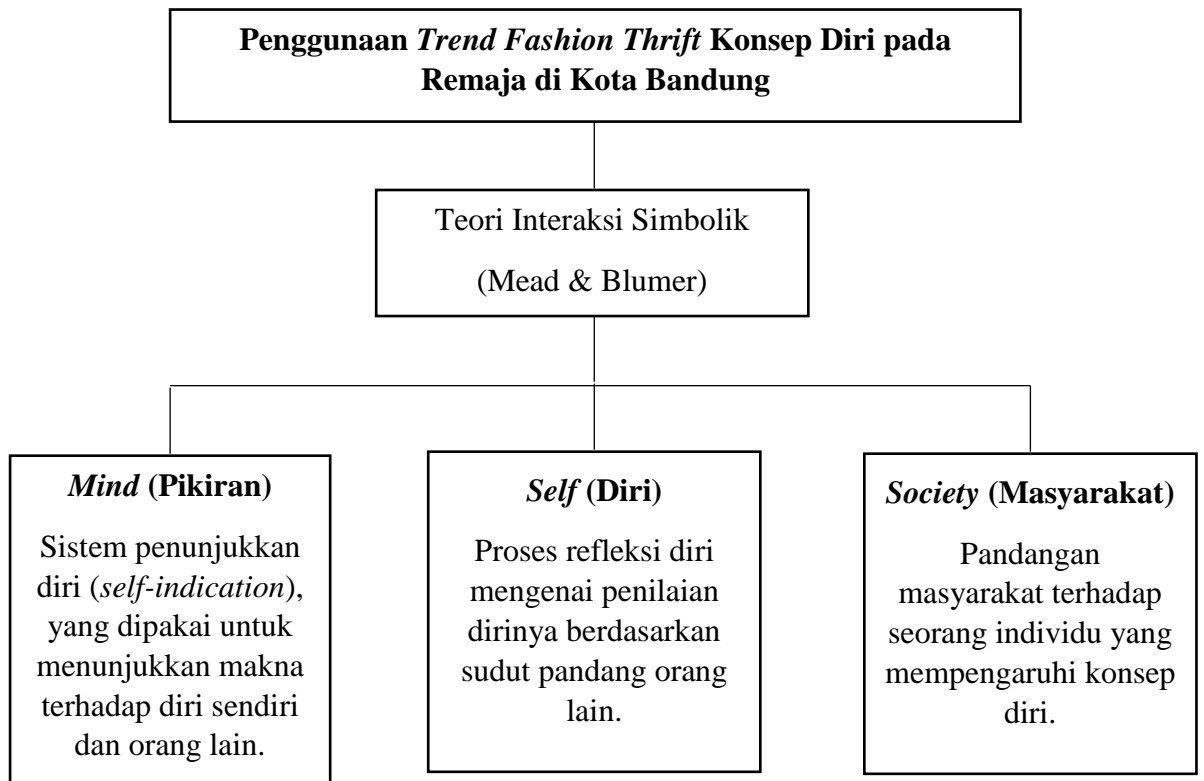 Penggunaan Trend Fashion Thrift Konsep Diri pada
Remaja di Kota Bandung
Teori Interaksi Simbolik
(Mead & Blumer)
Mind (Pikiran)
Sistem penunjukkan
diri (self-indication),
yang dipakai untuk
menunjukkan makna
terhadap diri sendiri
dan orang lain.
Self (Diri)
Proses refleksi diri
mengenai penilaian
dirinya berdasarkan
sudut pandang orang
lain.
Society (Masyarakat)
Pandangan
masyarakat terhadap
seorang individu yang
mempengaruhi konsep
diri.